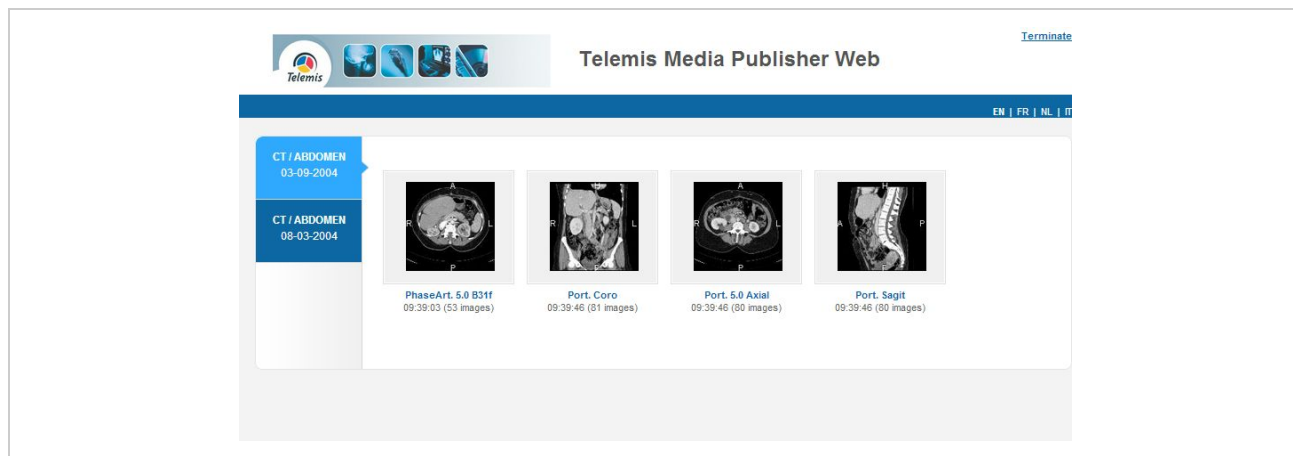 Terminate
Telemis
Telemis Media Publisher Web
EN | FR | NL | IT
CT / ABDOMEN
03-09-2004
CT / ABDOMEN
08-03-2004
A
R
L
P
H
R
L
F
A
R
L
P
H
A
P
F
PhaseArt. 5.0 B31f
09:39:03 (53 images)
Port. Coro
09:39:46 (81 images)
Port. 5.0 Axial
09:39:46 (80 images)
Port. Sagit
09:39:46 (80 images)